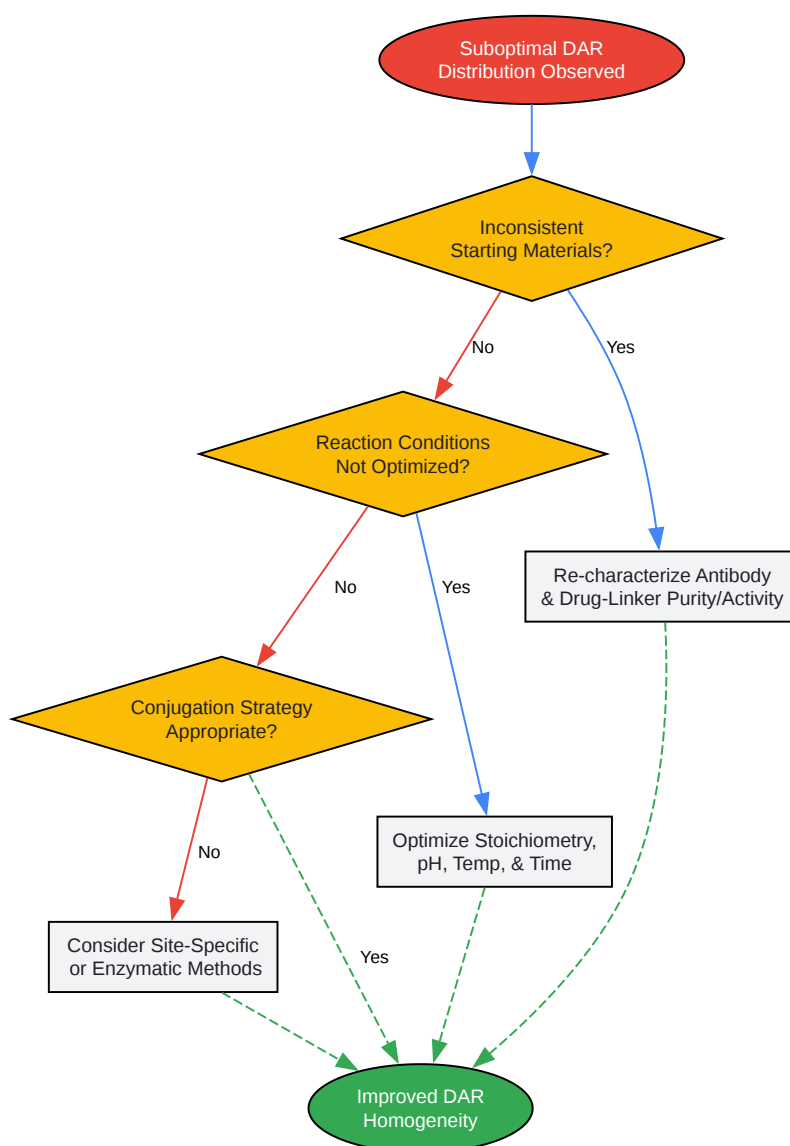 Suboptimal DAR
Distribution Observed
Inconsistent
Starting Materials?
No
Yes
Reaction Conditions
Not Optimized?
Re-characterize Antibody
& Drug-Linker Purity/Activity
No
Yes
Conjugation Strategy
Appropriate?
Optimize Stoichiometry,
pH, Temp, & Time
No
Consider Site-Specific
or Enzymatic Methods
Yes
Improved DAR
Homogeneity